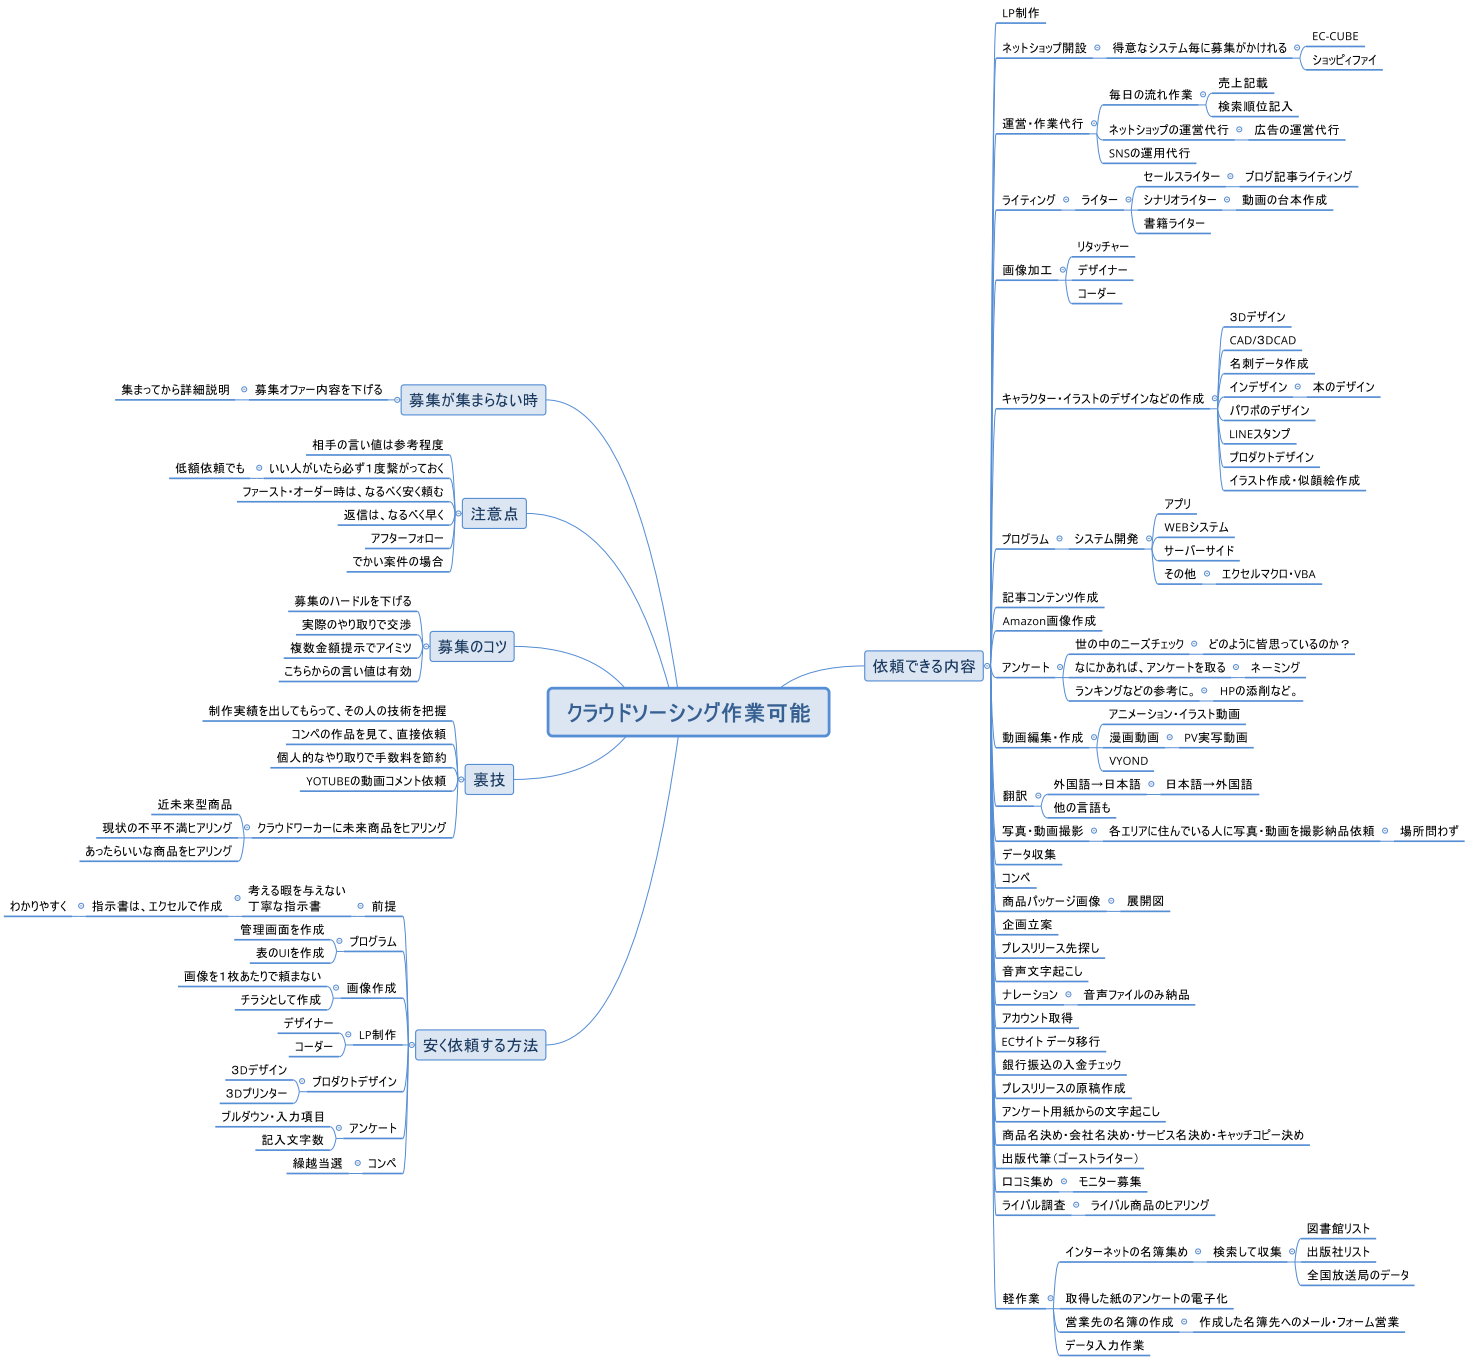 クラウドソーシング作業可能
依頼できる内容
LP制作
ネットショップ開設
得意なシステム毎に募集がかけれる
EC-CUBE
ショッピィファイ
運営・作業代行
毎日の流れ作業
売上記載
検索順位記入
ネットショップの運営代行
広告の運営代行
SNSの運用代行
ライティング
ライター
セールスライター
ブログ記事ライティング
シナリオライター
動画の台本作成
書籍ライター
画像加工
リタッチャー
デザイナー
コーダー
キャラクター・イラストのデザインなどの作成
3Dデザイン
CAD/3DCAD
名刺データ作成
インデザイン
本のデザイン
パワポのデザイン
LINEスタンプ
プロダクトデザイン
イラスト作成・似顔絵作成
プログラム
システム開発
アプリ
WEBシステム
サーバーサイド
その他
エクセルマクロ・VBA
記事コンテンツ作成
Amazon画像作成
アンケート
世の中のニーズチェック
どのように皆思っているのか？
なにかあれば、アンケートを取る
ネーミング
ランキングなどの参考に。
HPの添削など。
動画編集・作成
アニメーション・イラスト動画
漫画動画
PV実写動画
VYOND
翻訳
外国語→日本語
日本語→外国語
他の言語も
写真・動画撮影
各エリアに住んでいる人に写真・動画を撮影納品依頼
場所問わず
データ収集
コンペ
商品パッケージ画像
展開図
企画立案
プレスリリース先探し
音声文字起こし
ナレーション
音声ファイルのみ納品
アカウント取得
ECサイト データ移行
銀行振込の入金チェック
プレスリリースの原稿作成
アンケート用紙からの文字起こし
商品名決め・会社名決め・サービス名決め・キャッチコピー決め
出版代筆（ゴーストライター）
口コミ集め
モニター募集
ライバル調査
ライバル商品のヒアリング
軽作業
インターネットの名簿集め
検索して収集
図書館リスト
出版社リスト
全国放送局のデータ
取得した紙のアンケートの電子化
営業先の名簿の作成
作成した名簿先へのメール・フォーム営業
データ入力作業
募集が集まらない時
募集オファー内容を下げる
集まってから詳細説明
注意点
相手の言い値は参考程度
いい人がいたら必ず1度繋がっておく
低額依頼でも
ファースト・オーダー時は、なるべく安く頼む
返信は、なるべく早く
アフターフォロー
でかい案件の場合
募集のコツ
募集のハードルを下げる
実際のやり取りで交渉
複数金額提示でアイミツ
こちらからの言い値は有効
裏技
制作実績を出してもらって、その人の技術を把握
コンペの作品を見て、直接依頼
個人的なやり取りで手数料を節約
YOTUBEの動画コメント依頼
クラウドワーカーに未来商品をヒアリング
近未来型商品
現状の不平不満ヒアリング
あったらいいな商品をヒアリング
安く依頼する方法
前提
考える暇を与えない
丁寧な指示書
指示書は、エクセルで作成
わかりやすく
プログラム
管理画面を作成
表のUIを作成
画像作成
画像を1枚あたりで頼まない
チラシとして作成
LP制作
デザイナー
コーダー
プロダクトデザイン
3Dデザイン
3Dプリンター
アンケート
プルダウン・入力項目
記入文字数
コンペ
繰越当選